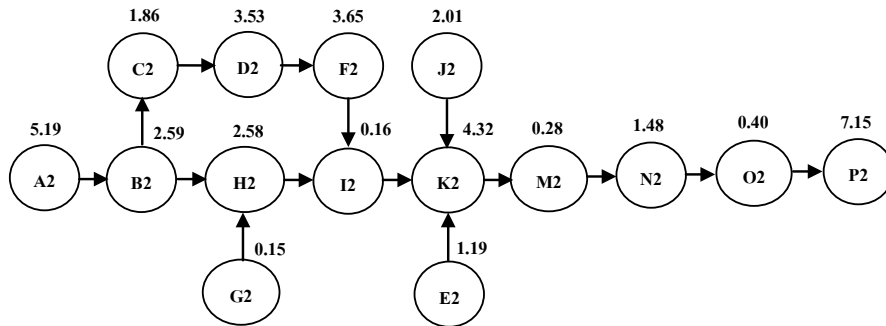 1.86 3.53 3.65 2.01
C2 D2 F2 J2
5.19 2.59 2.58 0.16 4.32 0.28 1.48 0.40 7.15
A2 B2 H2 I2 K2 M2 N2 O2 P2
0.15 1.19
G2 E2